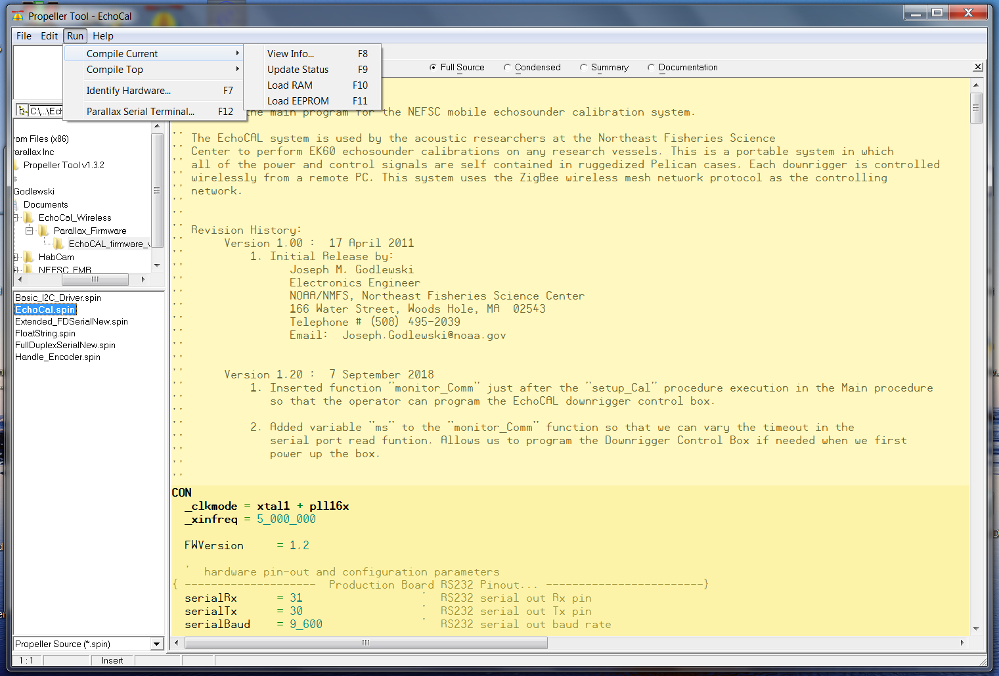 Propeller Tool - EchoCal
File Edit Run Help
Compile Current
Compile Top
Identify Hardware... F7
Parallax Serial Terminal... F12
View Info... F8
Update Status F9
Load RAM F10
Load EEPROM F11
Full Source Condensed Summary Documentation
C:\...\Ech
ram Files (x86)
arallax Inc
Propeller Tool v1.3.2
s
Godlewski
Documents
EchoCal_Wireless
Parallax_Firmware
EchoCAL_firmware_v
HabCam
NEFSC_EMB
Basic_I2C_Driver.spin
EchoCal.spin
Extended_FDSerialNew.spin
FloatString.spin
FullDuplexSerialNew.spin
Handle_Encoder.spin
Propeller Source (*.spin)
the main program for the NEFSC mobile echosounder calibration system.
'' The EchoCAL system is used by the acoustic researchers at the Northeast Fisheries Science
'' Center to perform EK60 echosounder calibrations on any research vessels. This is a portable system in which
'' all of the power and control signals are self contained in ruggedized Pelican cases. Each downrigger is controlled
'' wirelessly from a remote PC. This system uses the ZigBee wireless mesh network protocol as the controlling
'' network.
''
''
'' Revision History:
'' Version 1.00 : 17 April 2011
'' 1. Initial Release by:
'' Joseph M. Godlewski
'' Electronics Engineer
'' NOAA/NMFS, Northeast Fisheries Science Center
'' 166 Water Street, Woods Hole, MA 02543
'' Telephone # (508) 495-2039
'' Email: Joseph.Godlewski@noaa.gov
''
''
'' Version 1.20 : 7 September 2018
'' 1. Inserted function "monitor_Comm" just after the "setup_Cal" procedure execution in the Main procedure
'' so that the operator can program the EchoCAL downrigger control box.
''
'' 2. Added variable "ms" to the "monitor_Comm" function so that we can vary the timeout in the
'' serial port read funtion. Allows us to program the Downrigger Control Box if needed when we first
'' power up the box.
''
''
CON
_clkmode = xtal1 + pll16x
_xinfreq = 5_000_000
FWVersion = 1.2
' hardware pin-out and configuration parameters
{ -------------------- Production Board RS232 Pinout... ------------------------}
serialRx = 31 ' RS232 serial out Rx pin
serialTx = 30 ' RS232 serial out Tx pin
serialBaud = 9_600 ' RS232 serial out baud rate
1 : 1 Insert